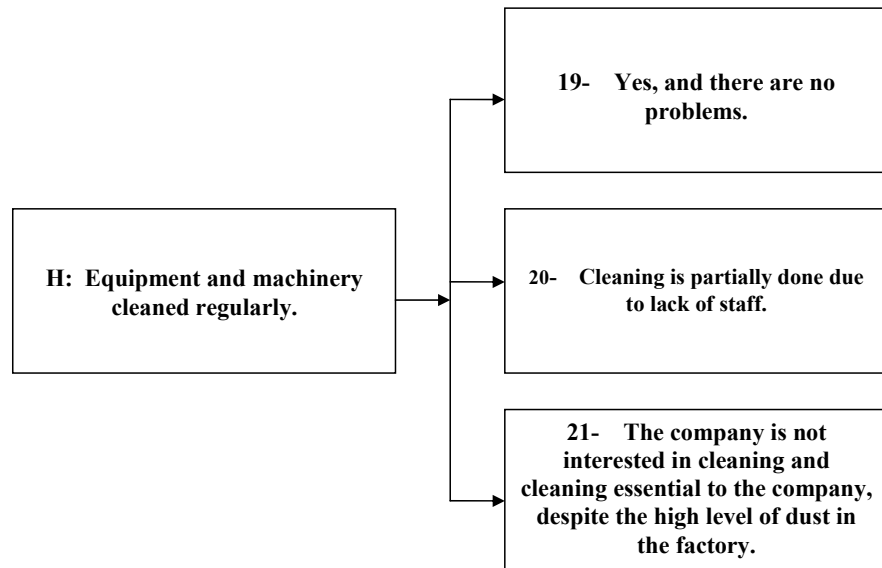 H: Equipment and machinery
cleaned regularly.
19- Yes, and there are no
problems.
20- Cleaning is partially done due
to lack of staff.
21- The company is not
interested in cleaning and
cleaning essential to the company,
despite the high level of dust in
the factory.